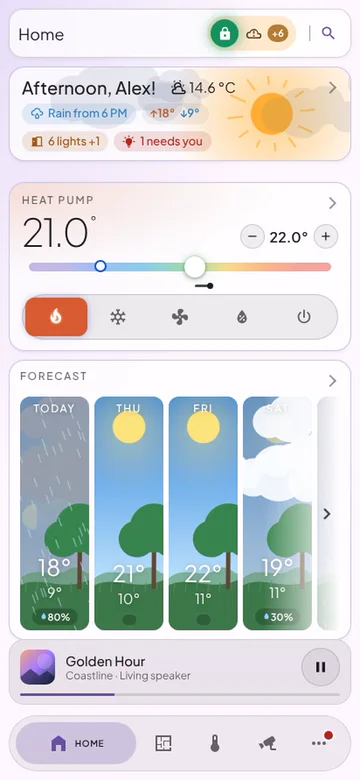 Home
+6
Afternoon, Alex!
14.6 °C
Rain from 6 PM
↑18° ↓9°
6 lights +1
1 needs you
HEAT PUMP
21.0°
− 22.0° +
FORECAST
TODAY
18°
9°
80%
THU
21°
10°
FRI
22°
11°
SAT
19°
11°
30%
Golden Hour
Coastline · Living speaker
HOME